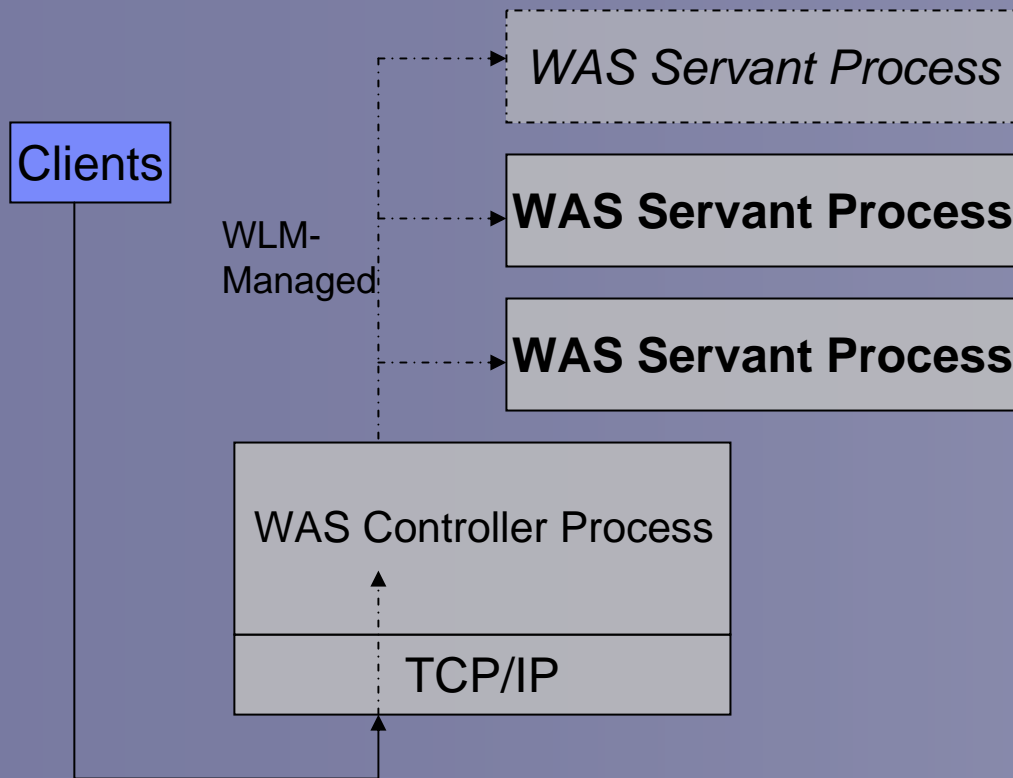 WAS Servant Process
Clients
WAS Servant Process
WLM-
Managed
WAS Servant Process
WAS Controller Process
TCP/IP